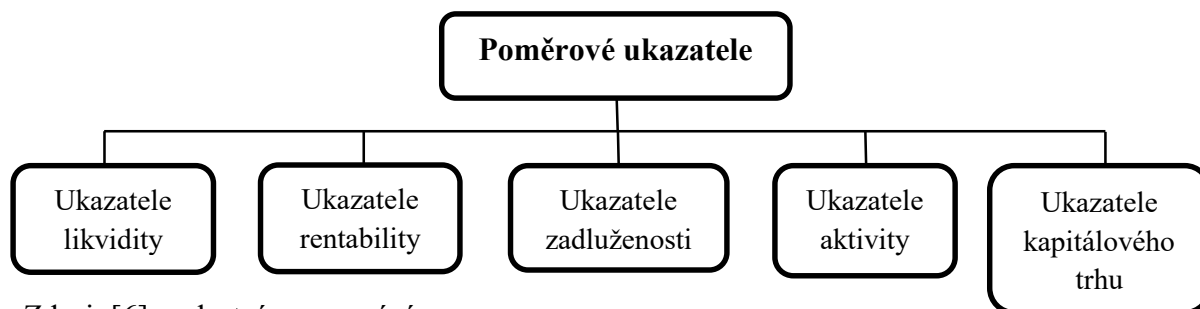 Poměrové ukazatele
Ukazatele
likvidity
Ukazatele
rentability
Ukazatele
zadluženosti
Ukazatele
aktivity
Ukazatele
kapitálového
trhu